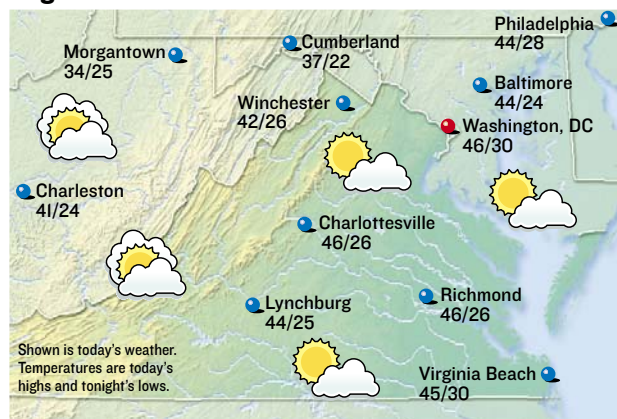 Philadelphia
44/28
Morgantown
34/25
Cumberland
37/22
Baltimore
44/24
Winchester
42/26
Washington, DC
46/30
Charleston
41/24
Charlottesville
46/26
Lynchburg
44/25
Richmond
46/26
Shown is today's weather.
Temperatures are today's
highs and tonight's lows.
Virginia Beach
45/30